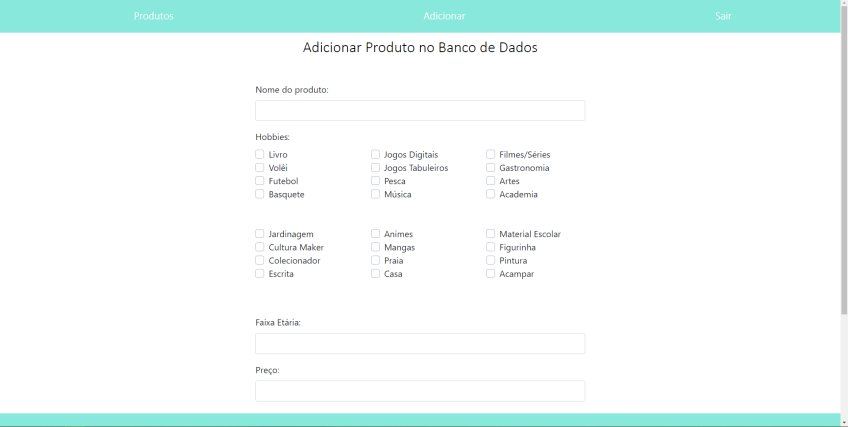 Produtos Adicionar Sair
Adicionar Produto no Banco de Dados
Nome do produto:
Hobbies:
Livro Jogos Digitais Filmes/Séries
Volêi Jogos Tabuleiros Gastronomia
Futebol Pesca Artes
Basquete Música Academia
Jardinagem Animes Material Escolar
Cultura Maker Mangas Figurinha
Colecionador Praia Pintura
Escrita Casa Acampar
Faixa Etária:
Preço: